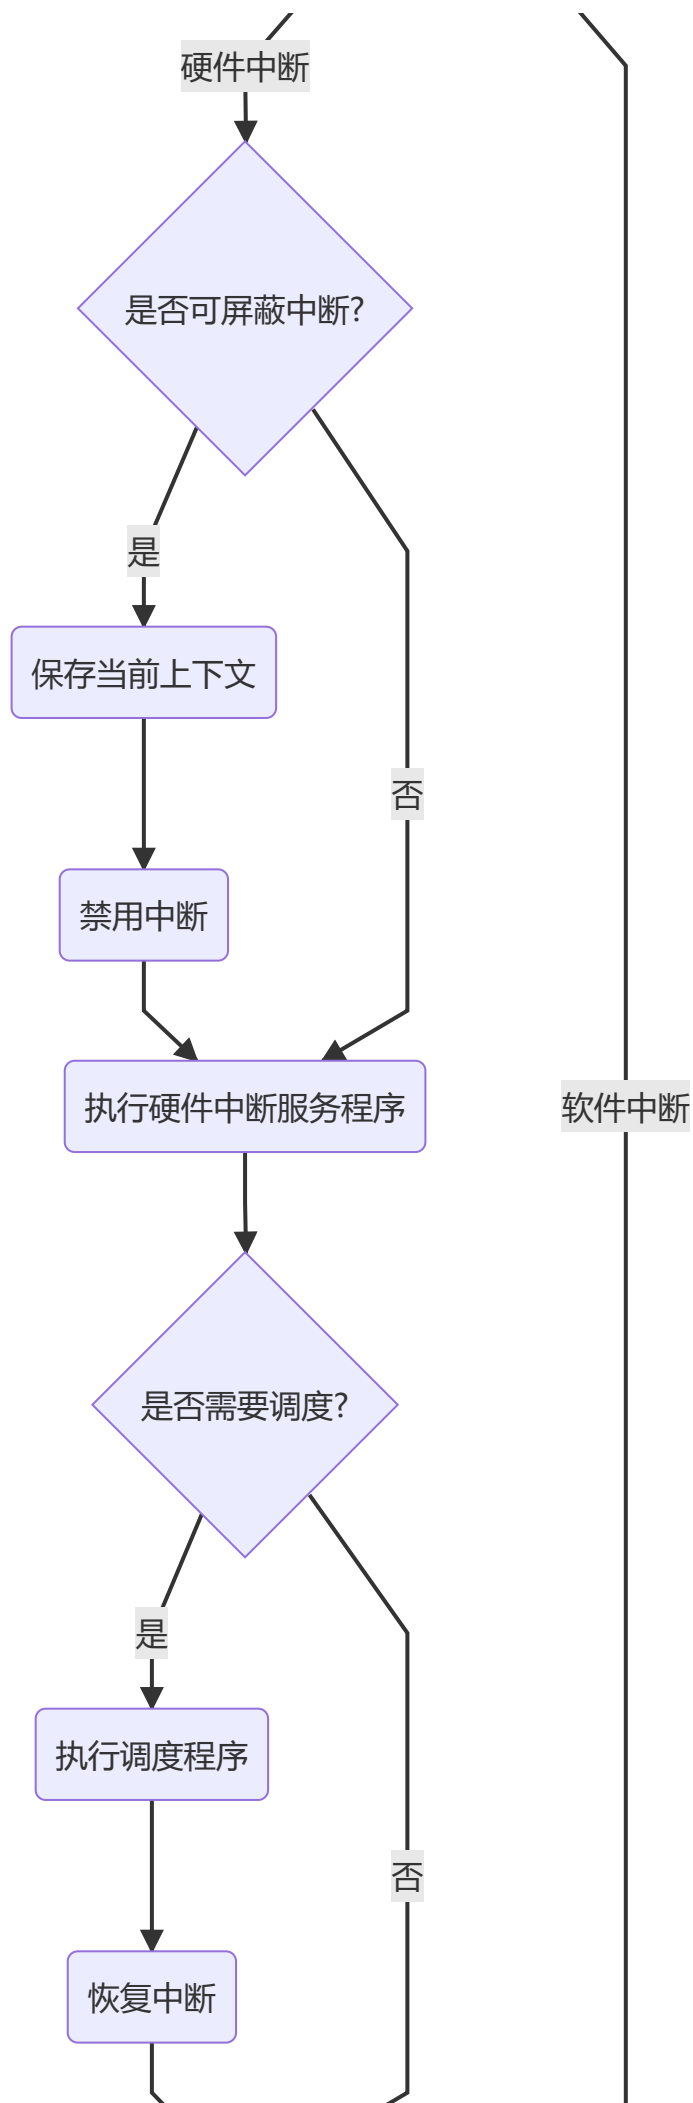 硬件中断
是否可屏蔽中断?
是
保存当前上下文
否
禁用中断
执行硬件中断服务程序
软件中断
是否需要调度?
是
执行调度程序
否
恢复中断